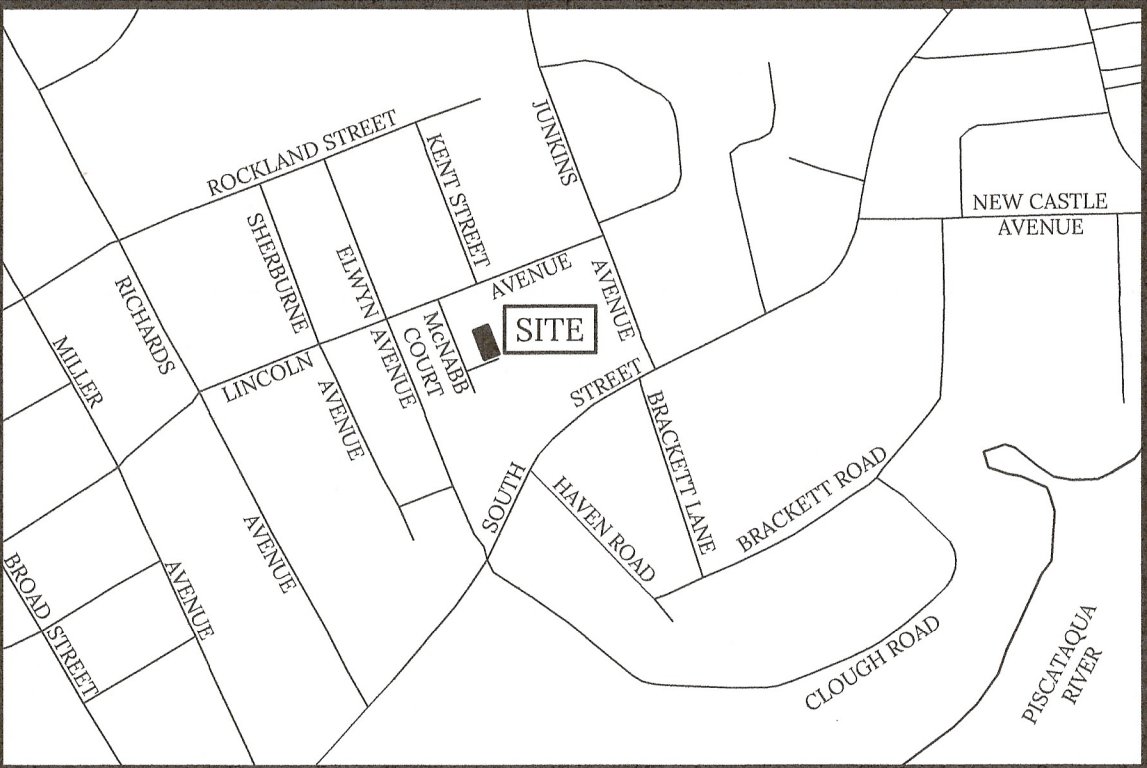 ROCKLAND STREET
KENT STREET
JUNKINS
AVENUE
NEW CASTLE
AVENUE
SHERBURNE
AVENUE
ELWYN
AVENUE
RICHARDS
AVENUE
MILLER
AVENUE
LINCOLN
AVENUE
McNABB
COURT
SITE
SOUTH
STREET
BRACKETT LANE
HAVEN ROAD
BRACKETT ROAD
BROAD STREET
CLOUGH ROAD
PISCATAQUA
RIVER